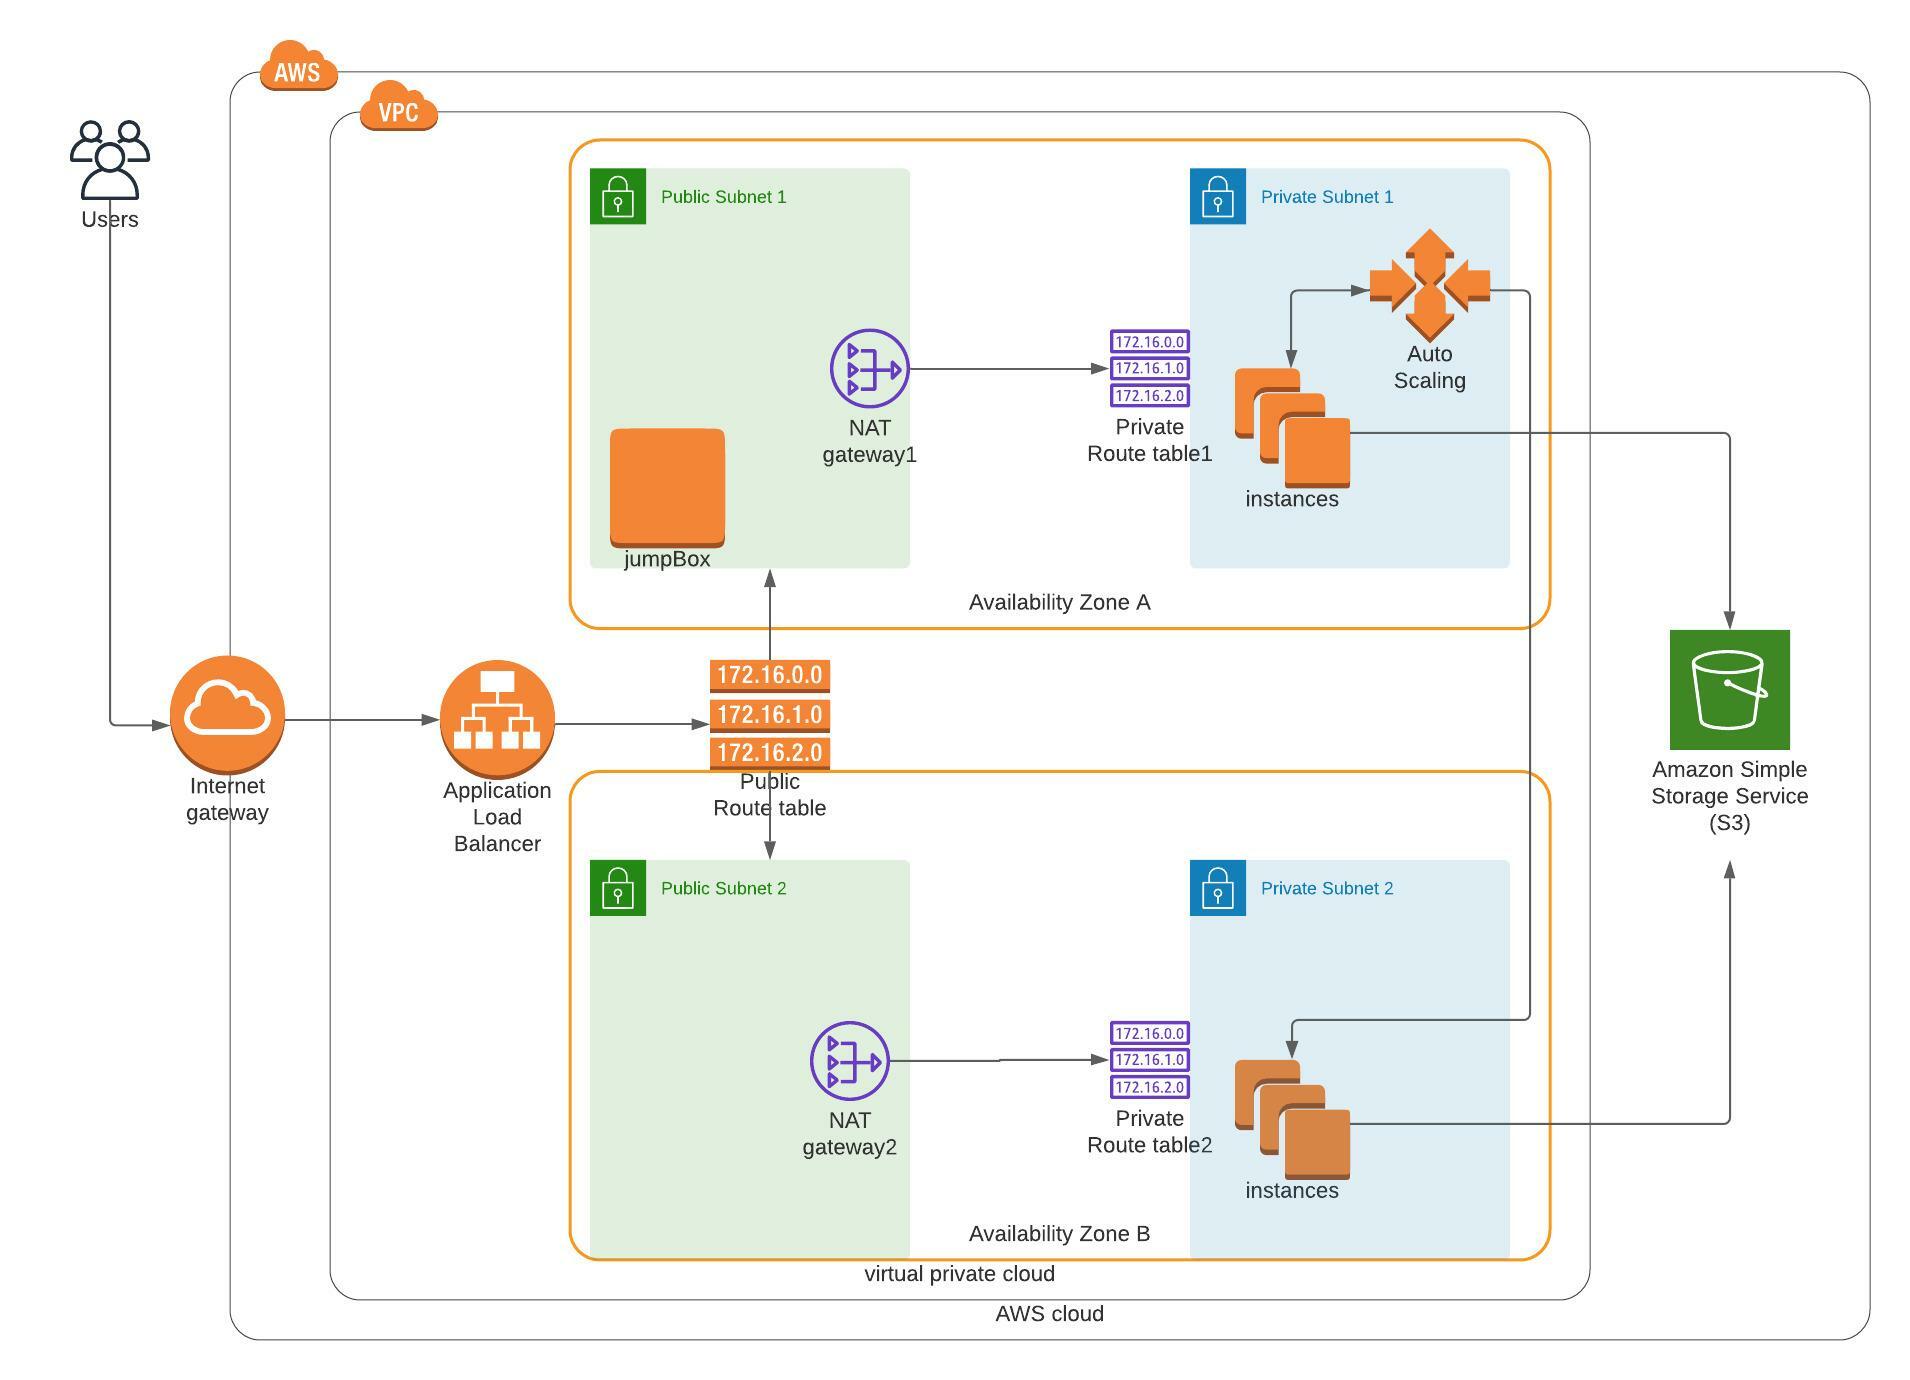 AWS
VPC
Users
Public Subnet 1
Private Subnet 1
Auto
Scaling
172.16.0.0
172.16.1.0
172.16.2.0
NAT
gateway1
Private
Route table1
instances
jumpBox
Availability Zone A
172.16.0.0
172.16.1.0
172.16.2.0
Public
Route table
Internet
gateway
Application
Load
Balancer
Amazon Simple
Storage Service
(S3)
Public Subnet 2
Private Subnet 2
172.16.0.0
172.16.1.0
172.16.2.0
NAT
gateway2
Private
Route table2
instances
Availability Zone B
virtual private cloud
AWS cloud